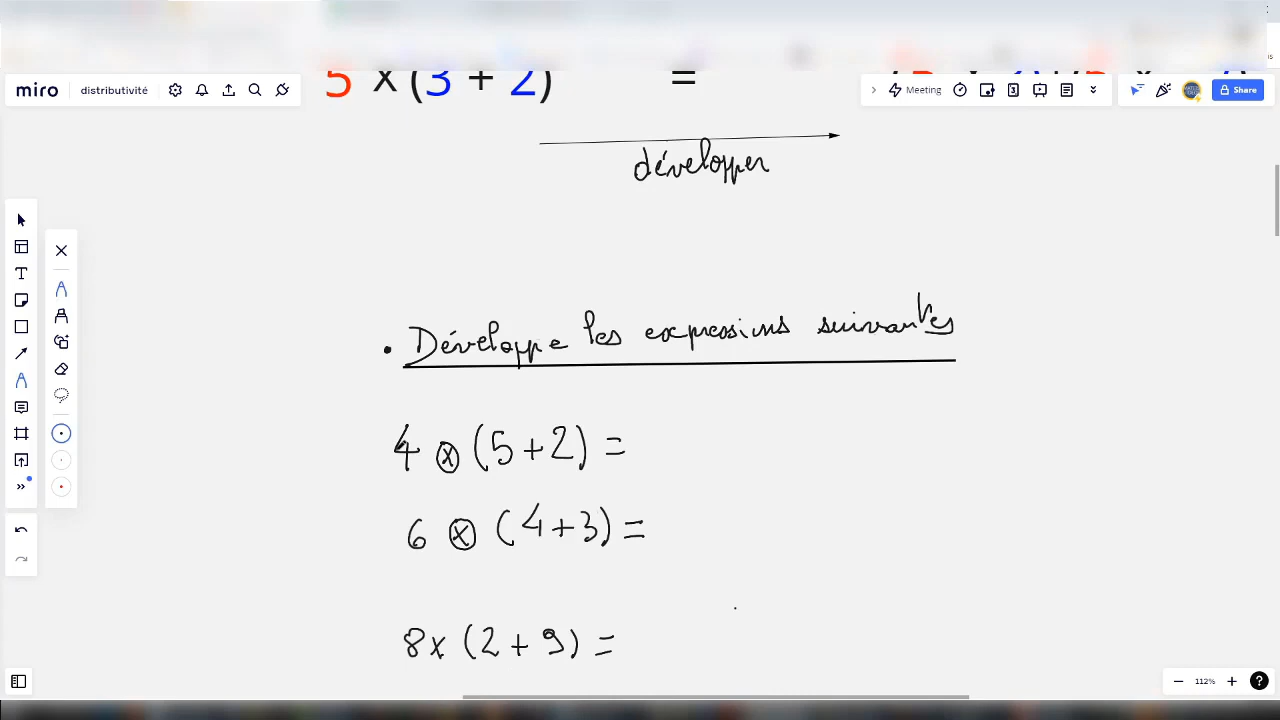 5 x (3 + 2) =
miro distributivité
Meeting
Share
développer
• Développe les expressions suivantes
4 ⊗ (5+2) =
6 ⊗ (4+3) =
8x (2 + 9) =
112%